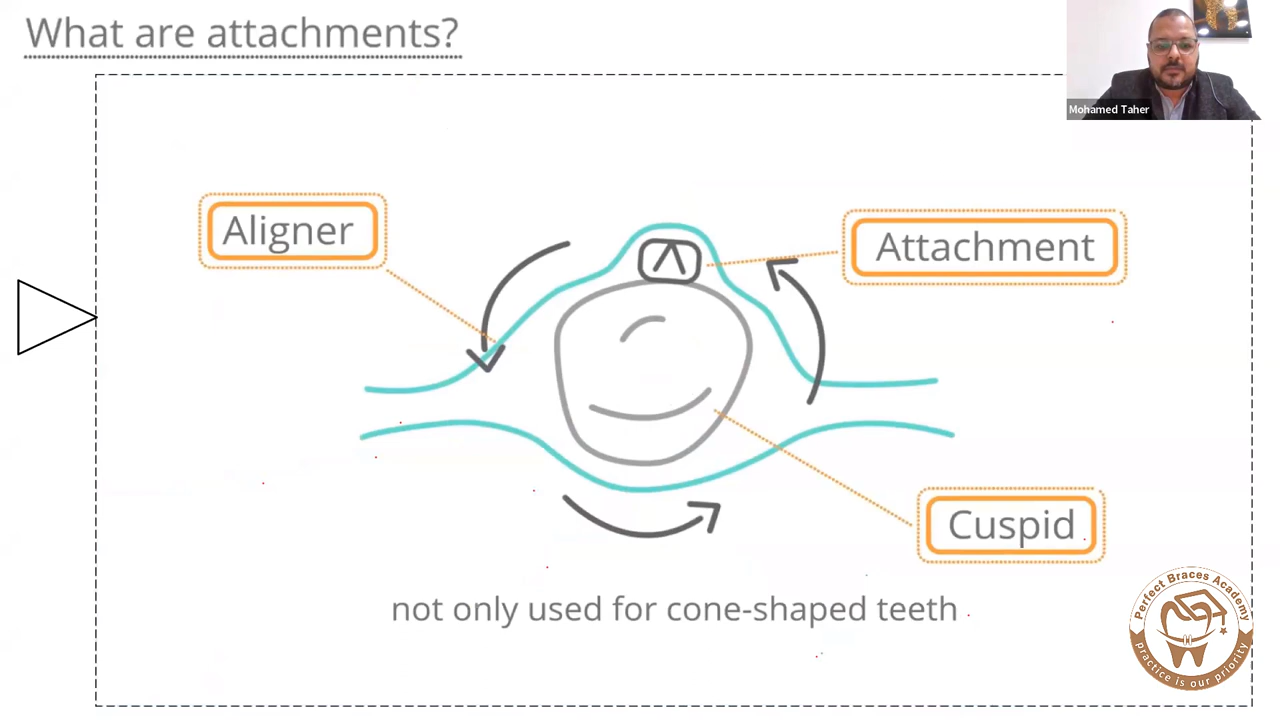 What are attachments?
Mohamed Taher
Aligner
Attachment
Cuspid
not only used for cone-shaped teeth
Perfect Braces Academy
practice is our priority